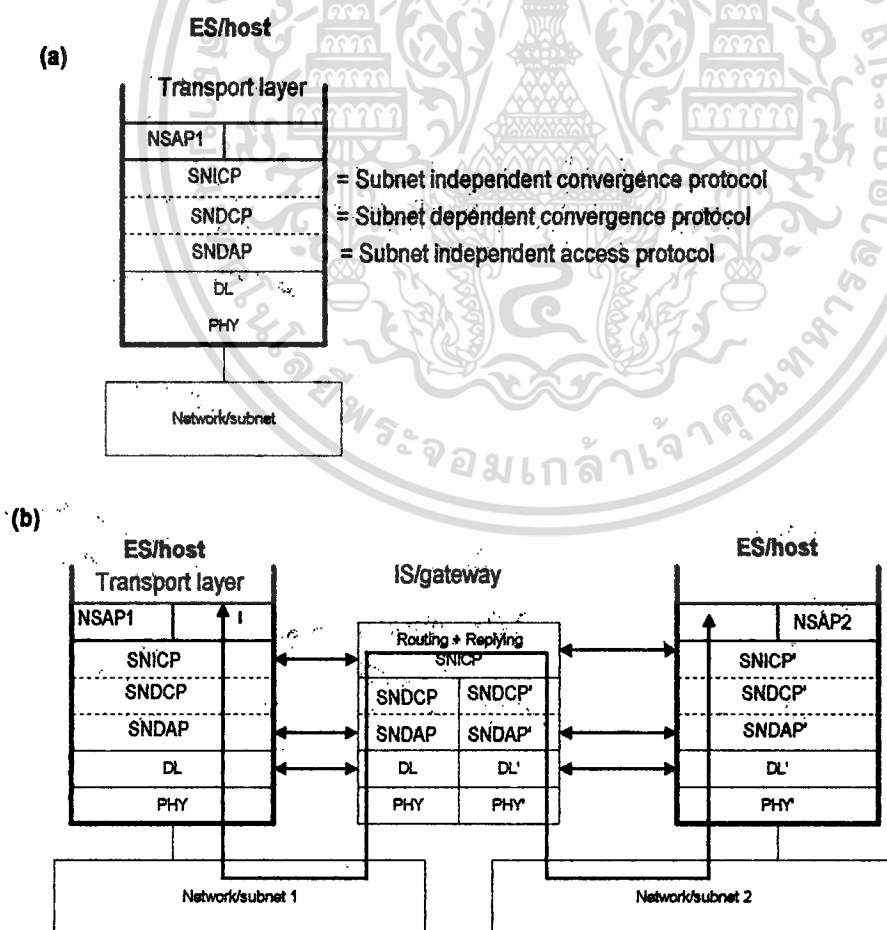 ES/host
(a)
Transport layer
NSAP1
SNICP = Subnet independent convergence protocol
SNDCP = Subnet dependent convergence protocol
SNDAP = Subnet independent access protocol
DL
PHY
Network/subnet
(b)
ES/host IS/gateway ES/host
Transport layer
NSAP1 I Routing + Replying NSAP2
SNICP SNICP SNICP'
SNDCP SNDCP SNDCP' SNDCP'
SNDAP SNDAP SNDAP' SNDAP'
DL DL DL' DL'
PHY PHY PHY' PHY'
Network/subnet 1 Network/subnet 2